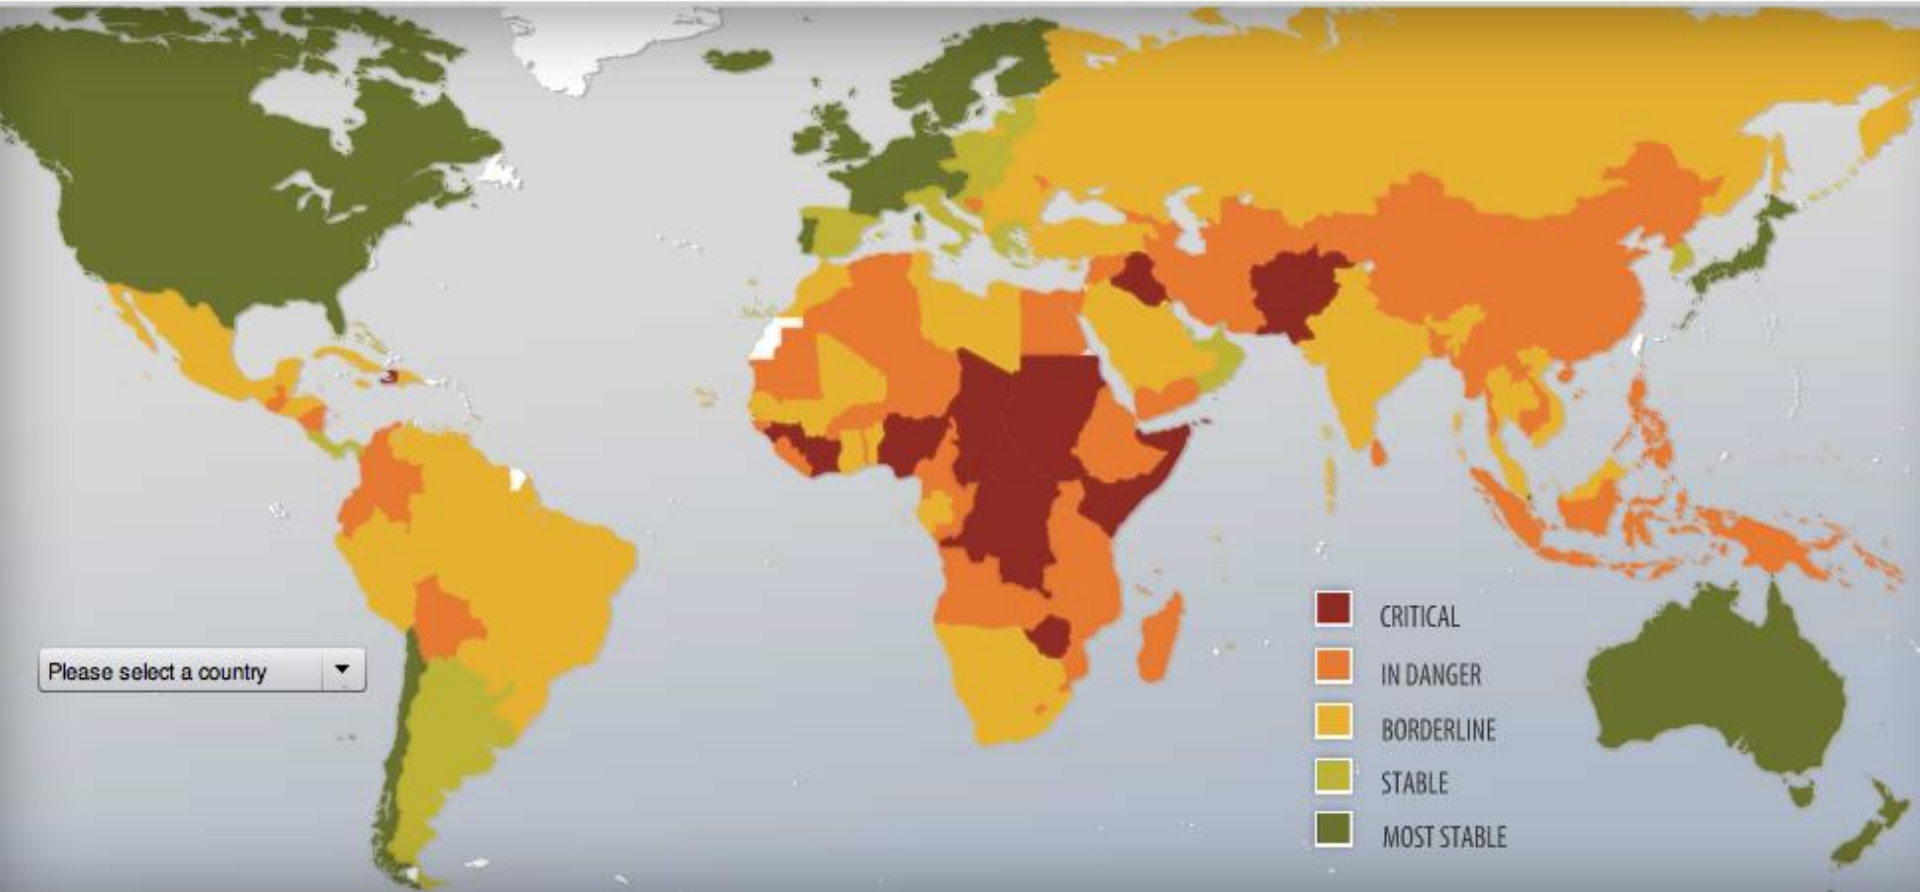 Please select a country
CRITICAL
IN DANGER
BORDERLINE
STABLE
MOST STABLE